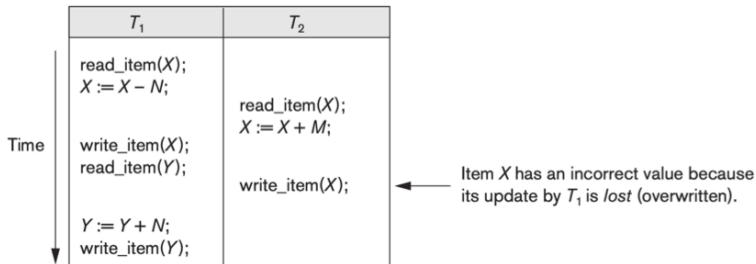 T₁ T₂
read_item(X);
X := X – N;
read_item(X);
X := X + M;
Time
write_item(X);
read_item(Y);
write_item(X);
Item X has an incorrect value because
its update by T₁ is lost (overwritten).
Y := Y + N;
write_item(Y);